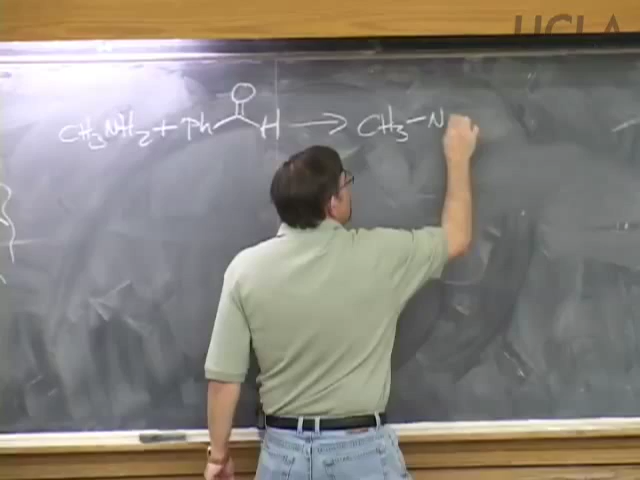 UCLA
O
CH₃NH₂ + Ph H → CH₃-N